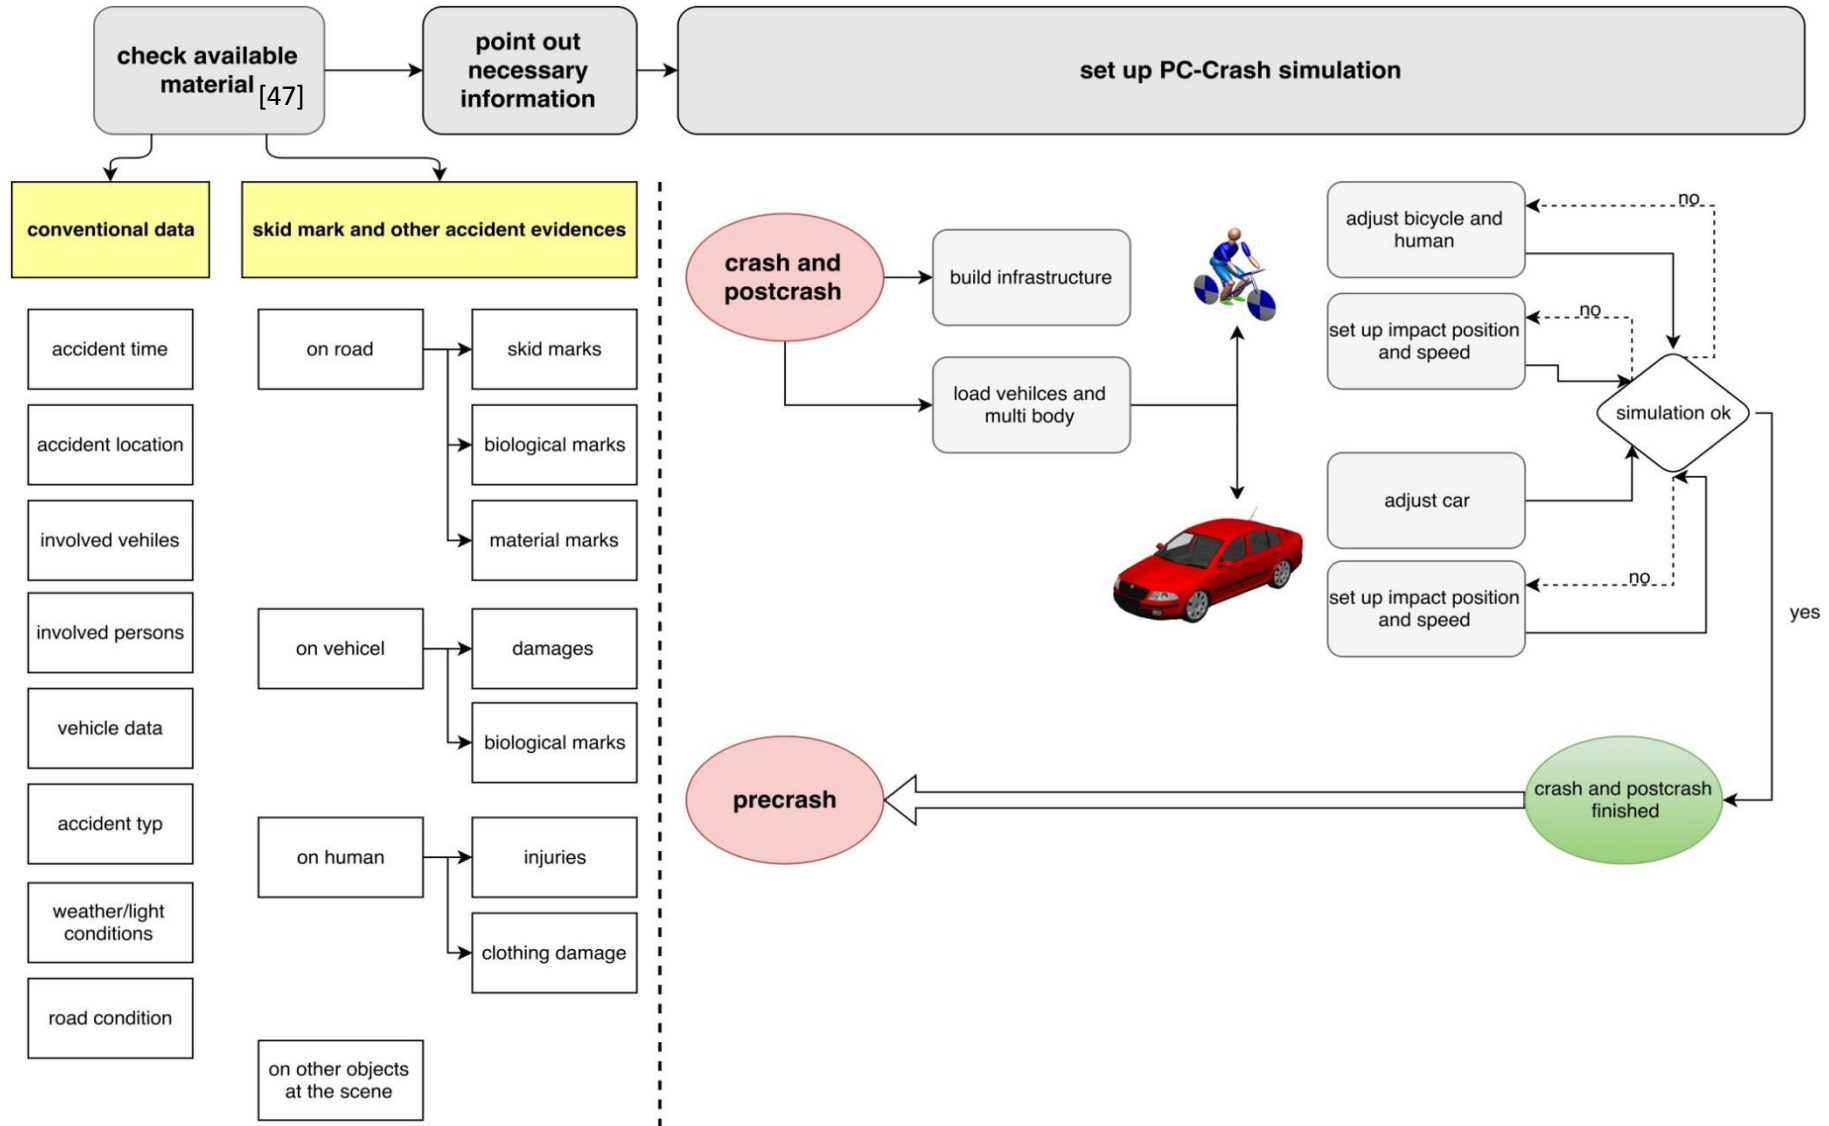 check available
material [47]
point out
necessary
information
set up PC-Crash simulation
conventional data
skid mark and other accident evidences
accident time
accident location
involved vehiles
involved persons
vehicle data
accident typ
weather/light
conditions
road condition
on road
skid marks
biological marks
material marks
on vehicel
damages
biological marks
on human
injuries
clothing damage
on other objects
at the scene
crash and
postcrash
build infrastructure
load vehilces and
multi body
adjust bicycle and
human
no
set up impact position
and speed
no
simulation ok
adjust car
set up impact position
and speed
no
yes
crash and postcrash
finished
precrash